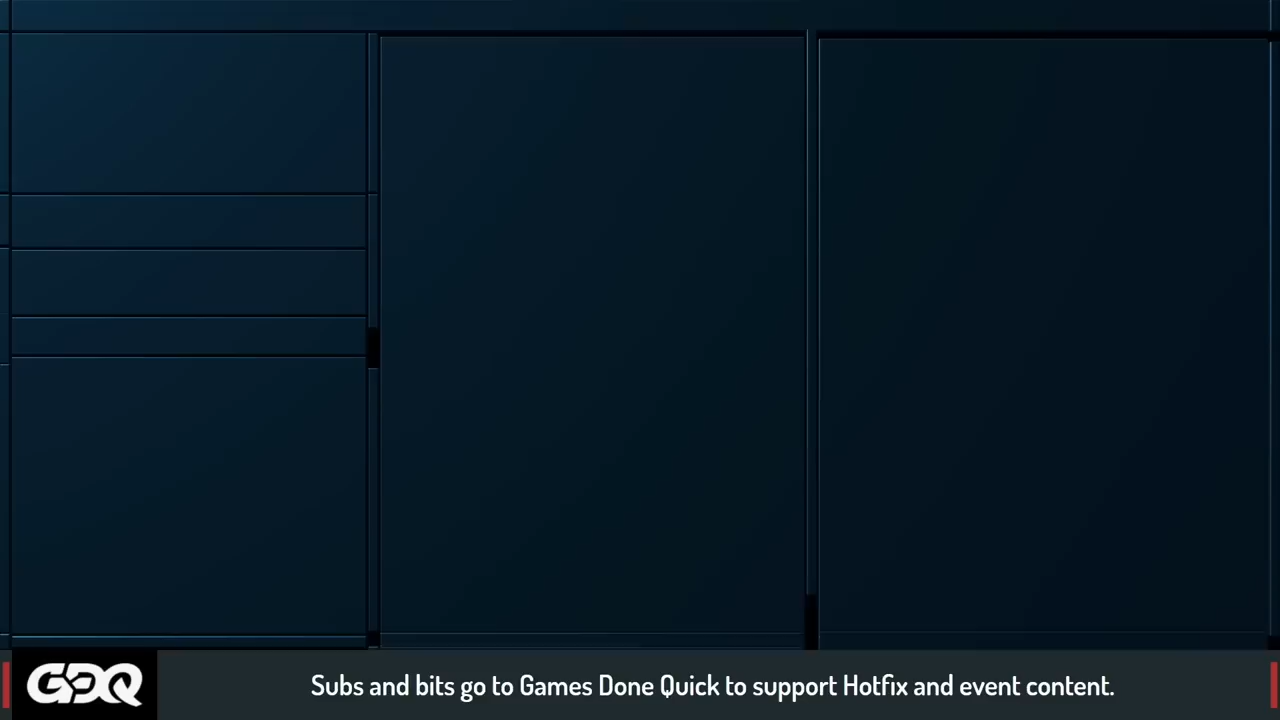 GDQ
Subs and bits go to Games Done Quick to support Hotfix and event content.